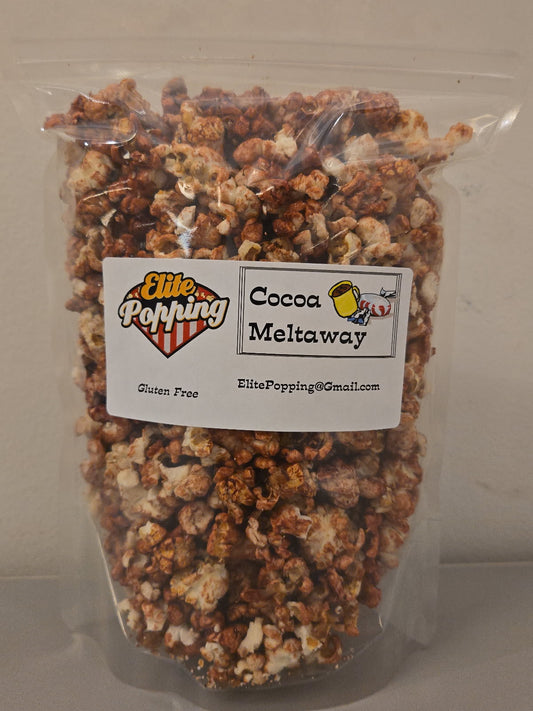 Elite
Popping
Cocoa
Meltaway
Gluten Free
ElitePopping@Gmail.com